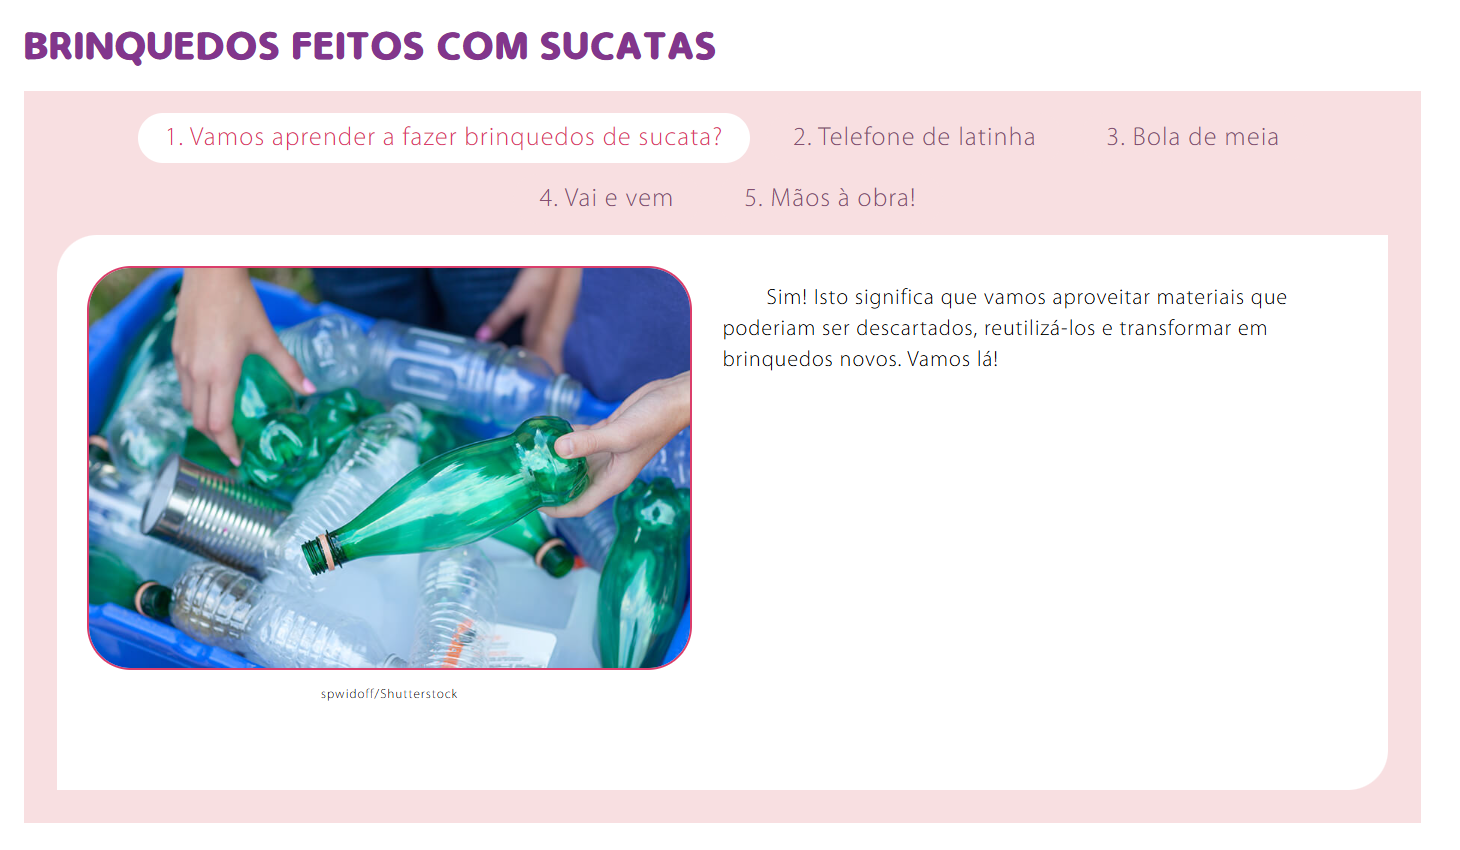 BRINQUEDOS FEITOS COM SUCATAS
1. Vamos aprender a fazer brinquedos de sucata?
2. Telefone de latinha
3. Bola de meia
4. Vai e vem
5. Mãos à obra!
Sim! Isto significa que vamos aproveitar materiais que
poderiam ser descartados, reutilizá-los e transformar em
brinquedos novos. Vamos lá!
spwidoff/Shutterstock